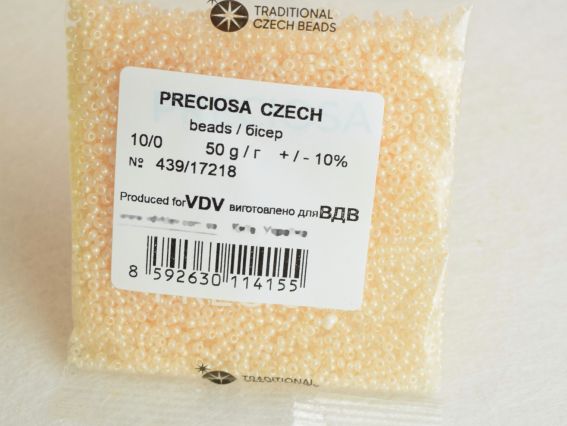 TRADITIONAL
CZECH BEADS
PRECIOSA CZECH
beads / бісер
10/0 50 g / г + / - 10%
№ 439/17218
Produced for VDV виготовлено для ВДВ
8 592630 114155
TRADITIONAL